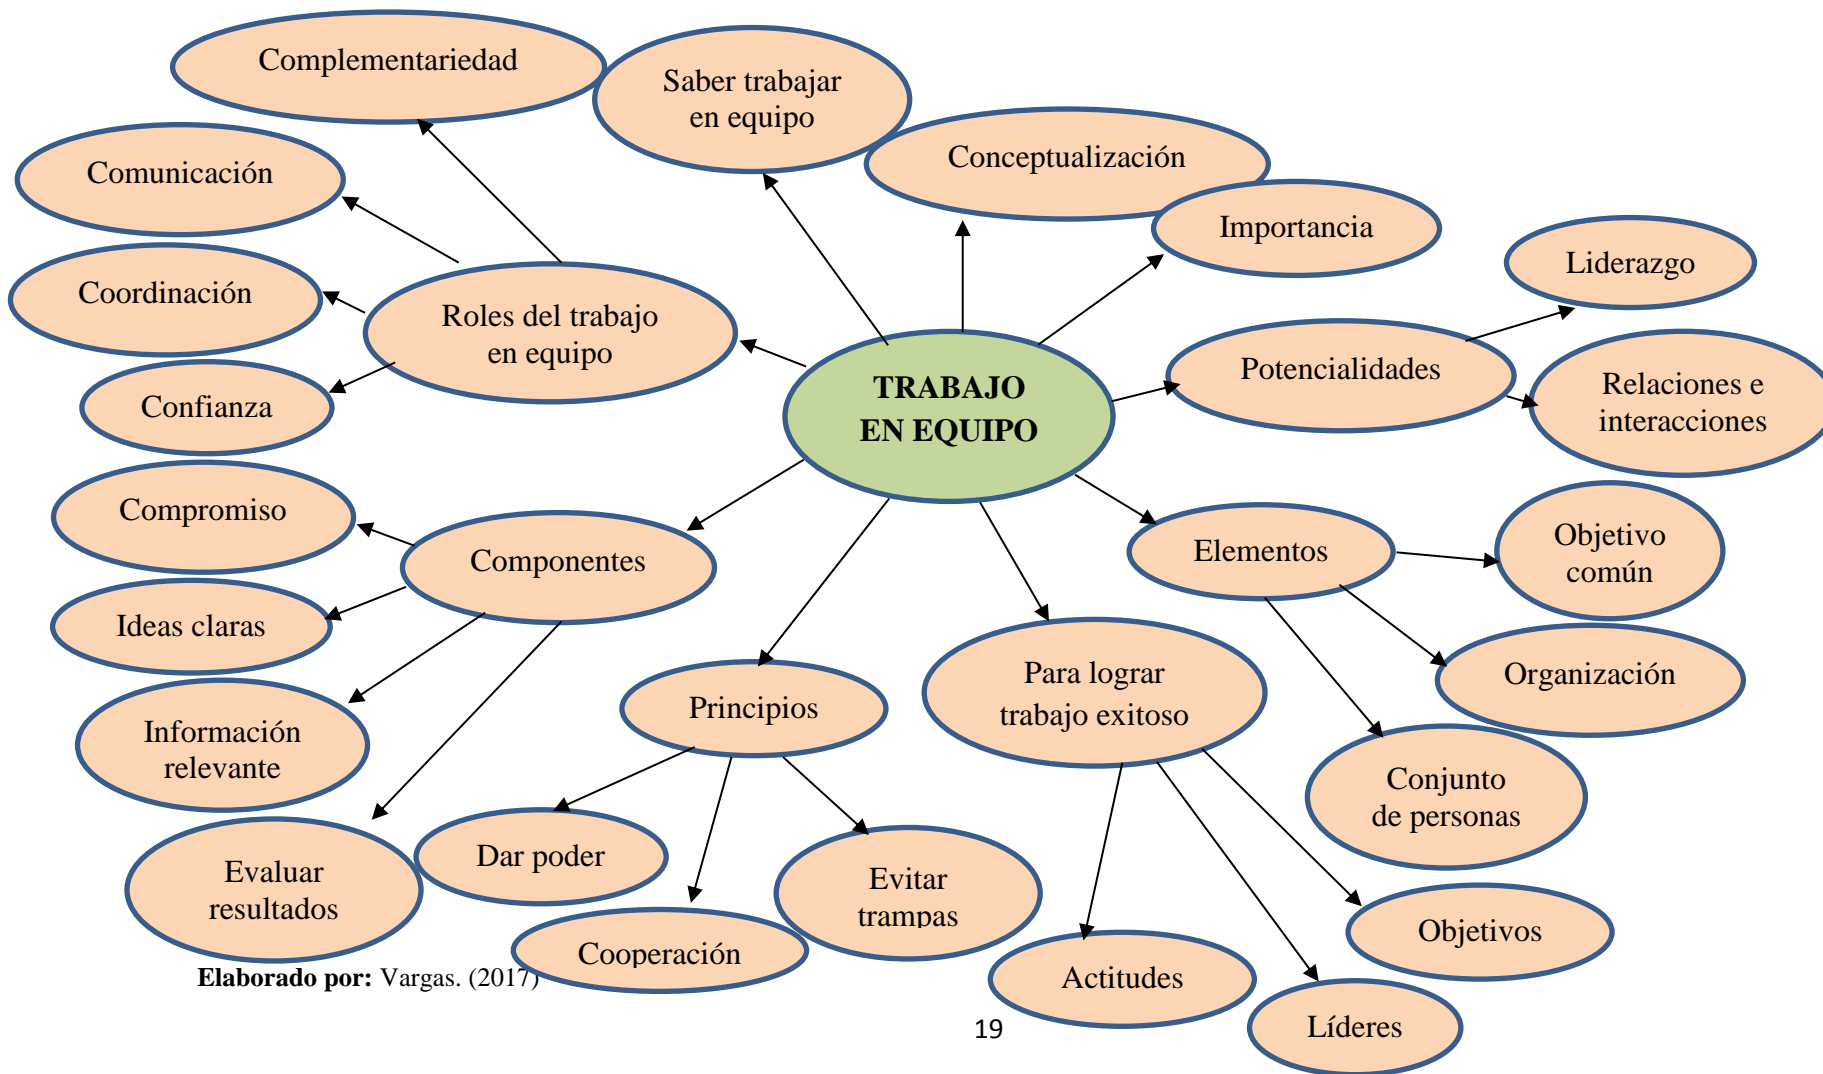 Complementariedad
Saber trabajar
en equipo
Conceptualización
Comunicación
Importancia
Liderazgo
Coordinación
Roles del trabajo
en equipo
Potencialidades
Relaciones e
interacciones
TRABAJO
EN EQUIPO
Confianza
Compromiso
Componentes
Elementos
Objetivo
común
Ideas claras
Información
relevante
Principios
Para lograr
trabajo exitoso
Organización
Conjunto
de personas
Evaluar
resultados
Dar poder
Evitar
trampas
Cooperación
Objetivos
Actitudes
Líderes
Elaborado por: Vargas. (2017)
19